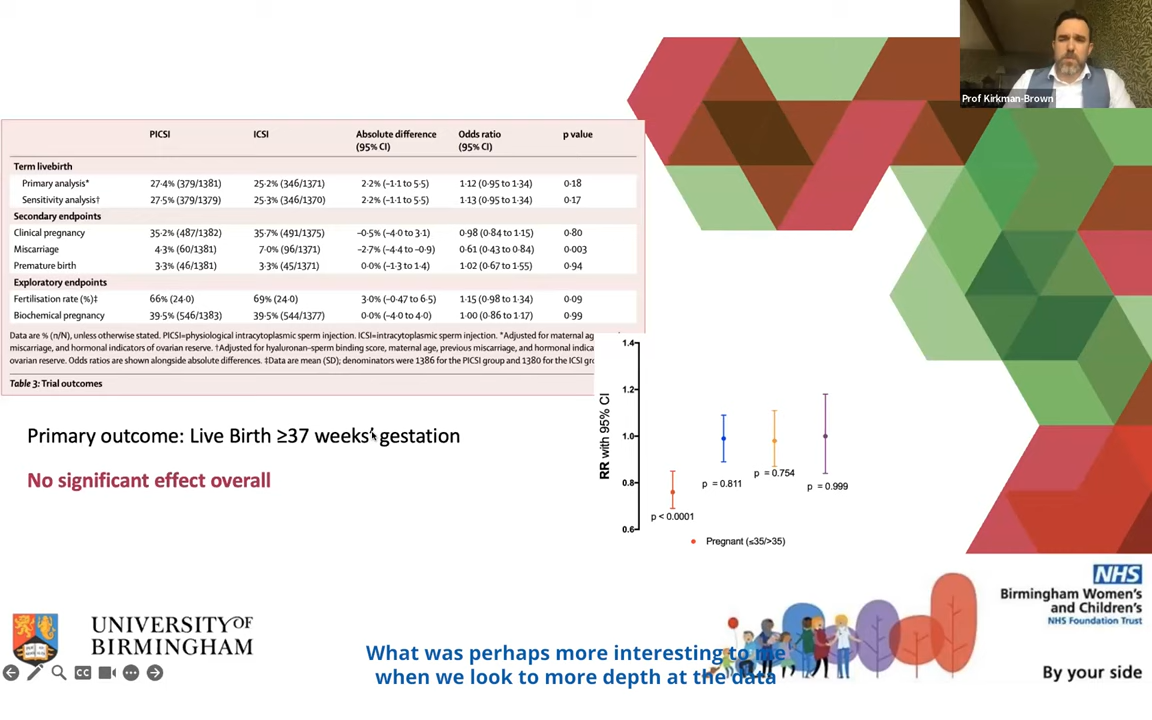 Prof Kirkman-Brown
PICSI ICSI Absolute difference (95% CI) Odds ratio (95% CI) p value
Term livebirth
Primary analysis* 27·4% (379/1381) 25·2% (346/1371) 2·2% (–1·1 to 5·5) 1·12 (0·95 to 1·34) 0·18
Sensitivity analysis† 27·5% (379/1379) 25·3% (346/1370) 2·2% (–1·1 to 5·5) 1·13 (0·95 to 1·34) 0·17
Secondary endpoints
Clinical pregnancy 35·2% (487/1382) 35·7% (491/1375) –0·5% (–4·0 to 3·1) 0·98 (0·84 to 1·15) 0·80
Miscarriage 4·3% (60/1381) 7·0% (96/1371) –2·7% (–4·4 to –0·9) 0·61 (0·43 to 0·84) 0·003
Premature birth 3·3% (46/1381) 3·3% (45/1371) 0·0% (–1·3 to 1·4) 1·02 (0·67 to 1·55) 0·94
Exploratory endpoints
Fertilisation rate (%)‡ 66% (24·0) 69% (24·0) 3·0% (–0·47 to 6·5) 1·15 (0·98 to 1·34) 0·09
Biochemical pregnancy 39·5% (546/1383) 39·5% (544/1377) 0·0% (–4·0 to 4·0) 1·00 (0·86 to 1·17) 0·99
Data are % (n/N), unless otherwise stated. PICSI=physiological intracytoplasmic sperm injection. ICSI=intracytoplasmic sperm injection. *Adjusted for maternal
miscarriage, and hormonal indicators of ovarian reserve. †Adjusted for hyaluronan–sperm binding score, maternal age, previous miscarriage, and hormonal
ovarian reserve. Odds ratios are shown alongside absolute differences. ‡Data are mean (SD); denominators were 1386 for the PICSI group and 1380 for the ICSI
Table 3: Trial outcomes
Primary outcome: Live Birth ≥37 weeks' gestation
No significant effect overall
RR with 95% CI
1.4
1.2
1.0
0.8
0.6
p < 0.0001
p = 0.811
p = 0.754
p = 0.999
Pregnant (≤35/>35)
UNIVERSITY OF
BIRMINGHAM
NHS
Birmingham Women's
and Children's
NHS Foundation Trust
By your side
CC
What was perhaps more interesting to me
when we look to more depth at the data